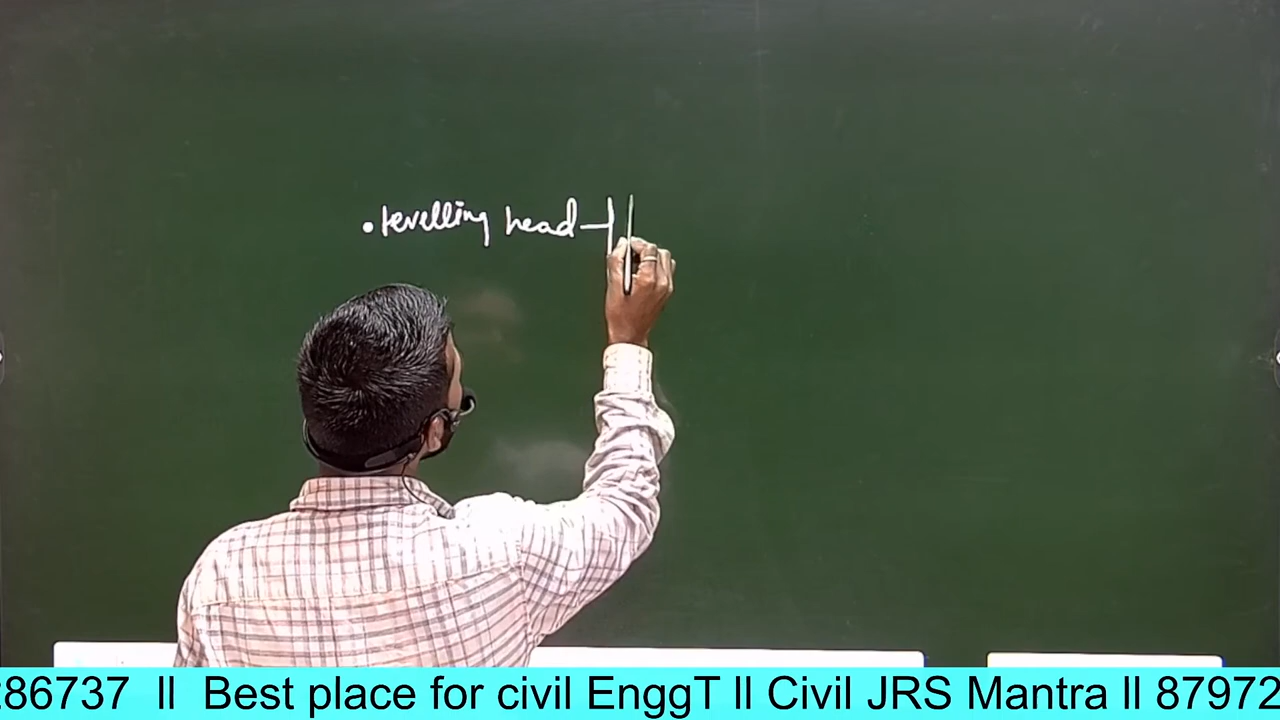 • Levelling head –
:86737 ll Best place for civil EnggT ll Civil JRS Mantra ll 87972